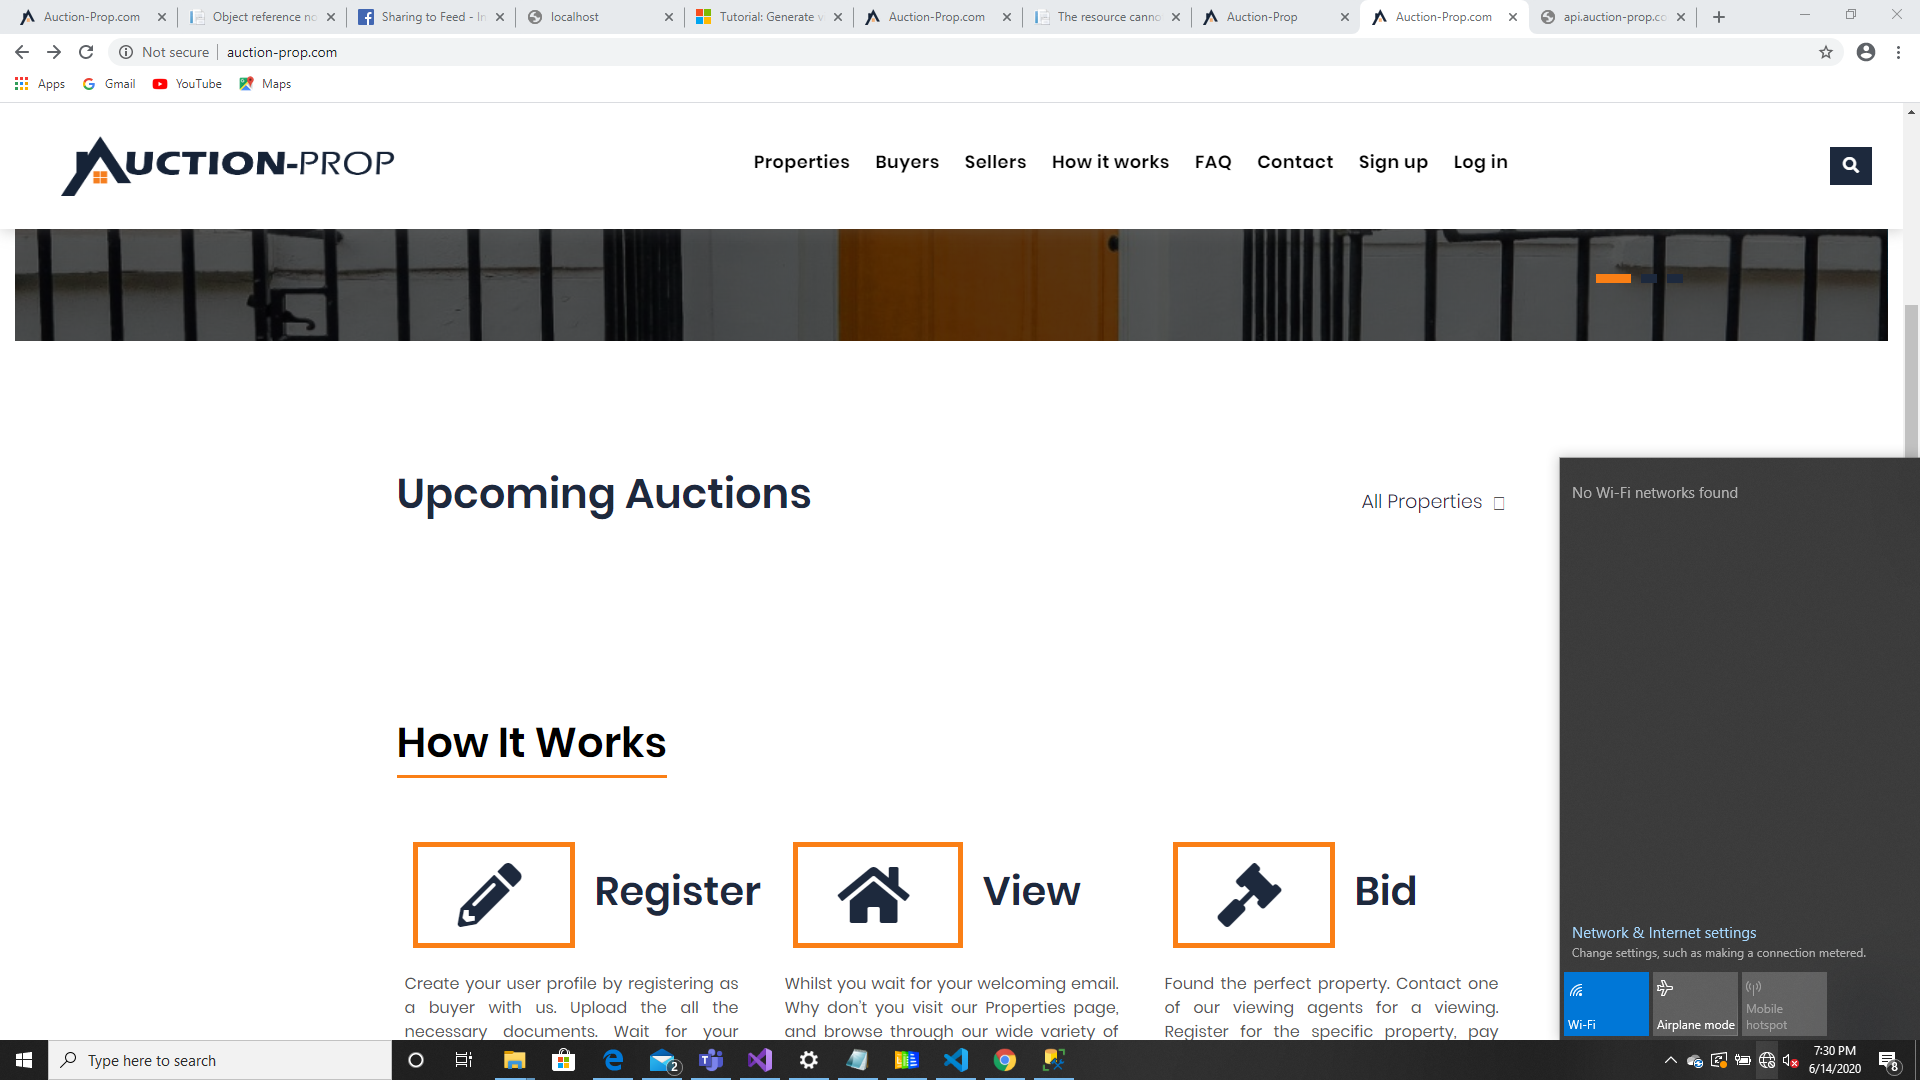 Auction-Prop.com
Object reference no
Sharing to Feed - In
localhost
Tutorial: Generate v
Auction-Prop.com
The resource canno
Auction-Prop
Auction-Prop.com
api.auction-prop.co
Not secure
auction-prop.com
Apps
Gmail
YouTube
Maps
AUCTION-PROP
Properties
Buyers
Sellers
How it works
FAQ
Contact
Sign up
Log in
Upcoming Auctions
All Properties
How It Works
Register
View
Bid
Create your user profile by registering as
a buyer with us. Upload the all the
necessary documents. Wait for your
Whilst you wait for your welcoming email.
Why don't you visit our Properties page,
and browse through our wide variety of
Found the perfect property. Contact one
of our viewing agents for a viewing.
Register for the specific property, pay
No Wi-Fi networks found
Network & Internet settings
Change settings, such as making a connection metered.
Wi-Fi
Airplane mode
Mobile
hotspot
Type here to search
2
7:30 PM
6/14/2020
8